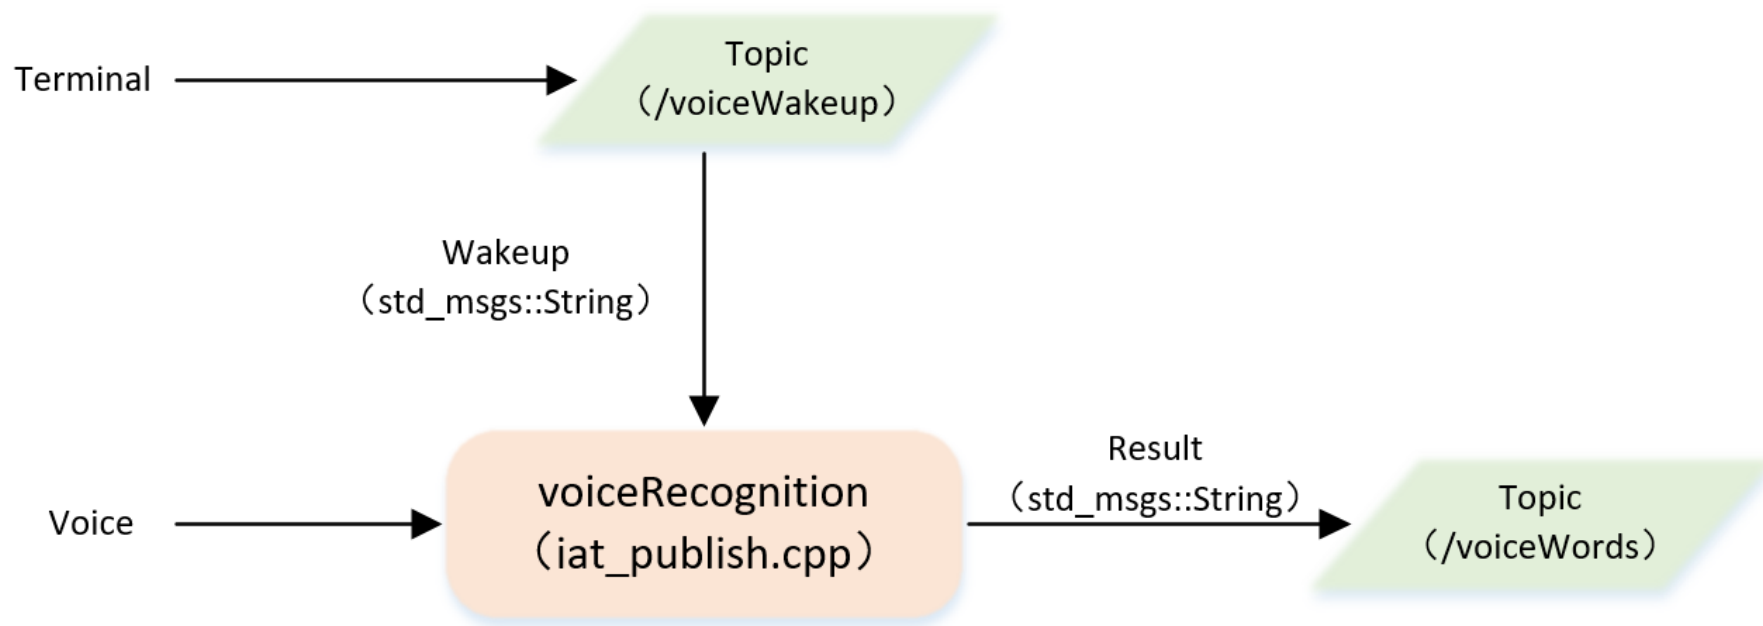 Terminal
Topic
（/voiceWakeup）
Wakeup
（std_msgs::String）
Voice
voiceRecognition
（iat_publish.cpp）
Result
（std_msgs::String）
Topic
（/voiceWords）